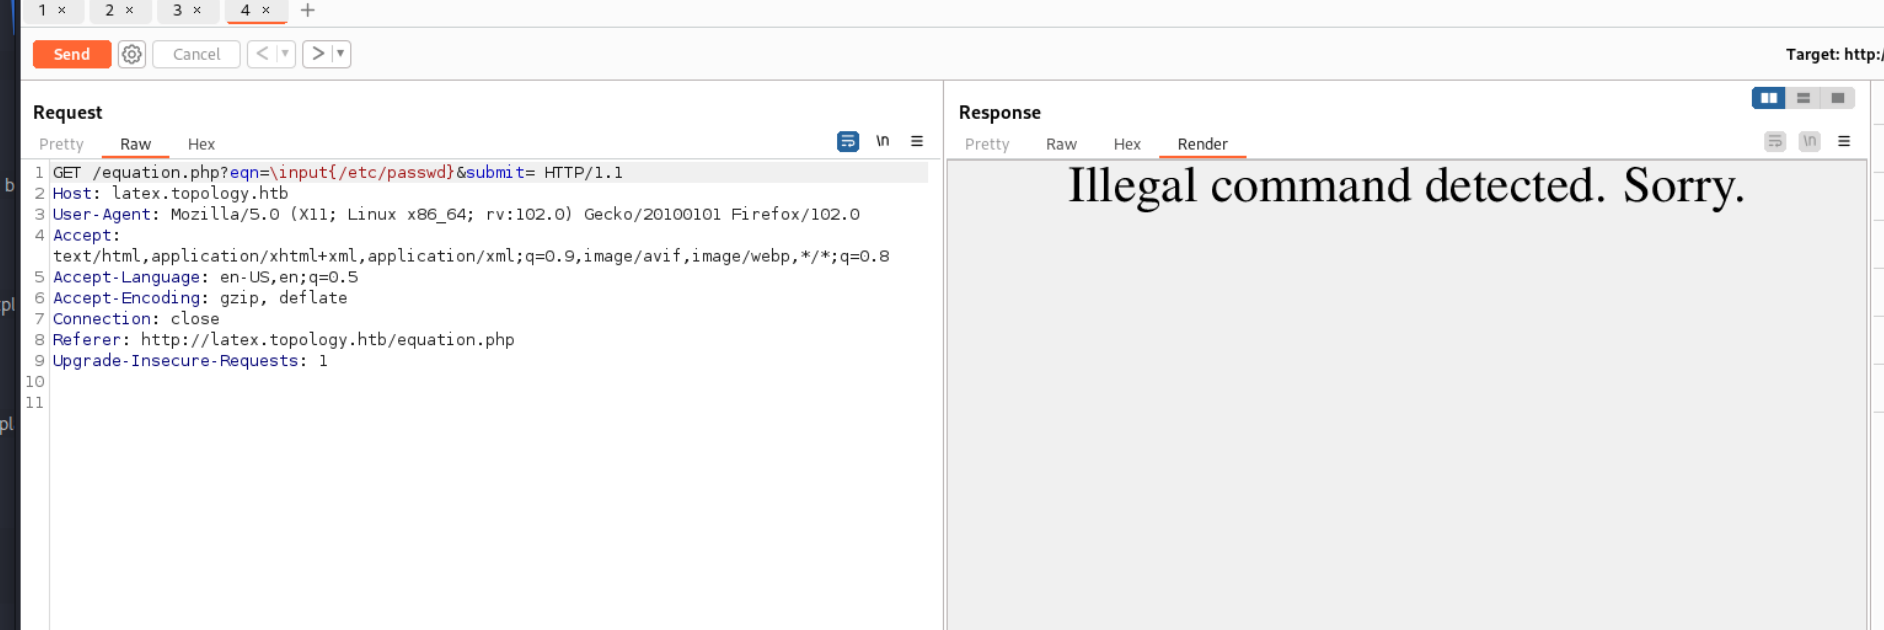 1 × 2 × 3 × 4 × +
Send Cancel < ▾ > ▾ Target: http:/
Request
Pretty Raw Hex \n
1 GET /equation.php?eqn=\input{/etc/passwd}&submit= HTTP/1.1
2 Host: latex.topology.htb
3 User-Agent: Mozilla/5.0 (X11; Linux x86_64; rv:102.0) Gecko/20100101 Firefox/102.0
4 Accept:
text/html,application/xhtml+xml,application/xml;q=0.9,image/avif,image/webp,*/*;q=0.8
5 Accept-Language: en-US,en;q=0.5
6 Accept-Encoding: gzip, deflate
7 Connection: close
8 Referer: http://latex.topology.htb/equation.php
9 Upgrade-Insecure-Requests: 1
10
11
Response
Pretty Raw Hex Render \n
Illegal command detected. Sorry.
b
pl
pl